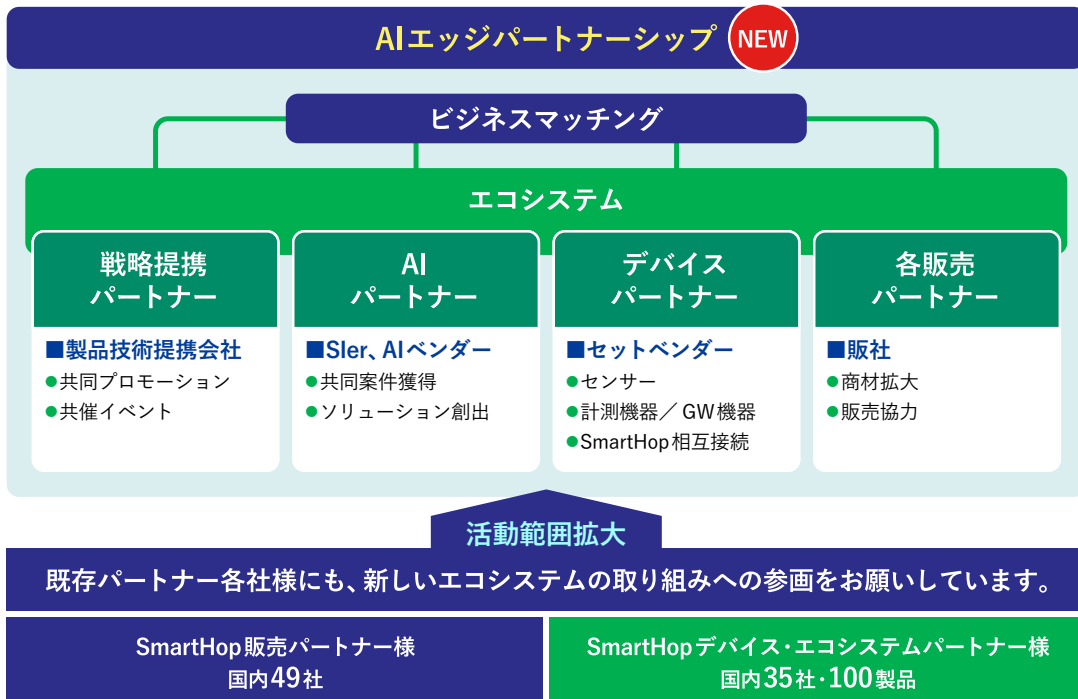 AIエッジパートナーシップ NEW
ビジネスマッチング
エコシステム
戦略提携
パートナー
■製品技術提携会社
●共同プロモーション
●共催イベント
AI
パートナー
■SIer、AIベンダー
●共同案件獲得
●ソリューション創出
デバイス
パートナー
■セットベンダー
●センサー
●計測機器／GW機器
●SmartHop相互接続
各販売
パートナー
■販社
●商材拡大
●販売協力
活動範囲拡大
既存パートナー各社様にも、新しいエコシステムの取り組みへの参画をお願いしています。
SmartHop販売パートナー様
国内49社
SmartHopデバイス・エコシステムパートナー様
国内35社・100製品